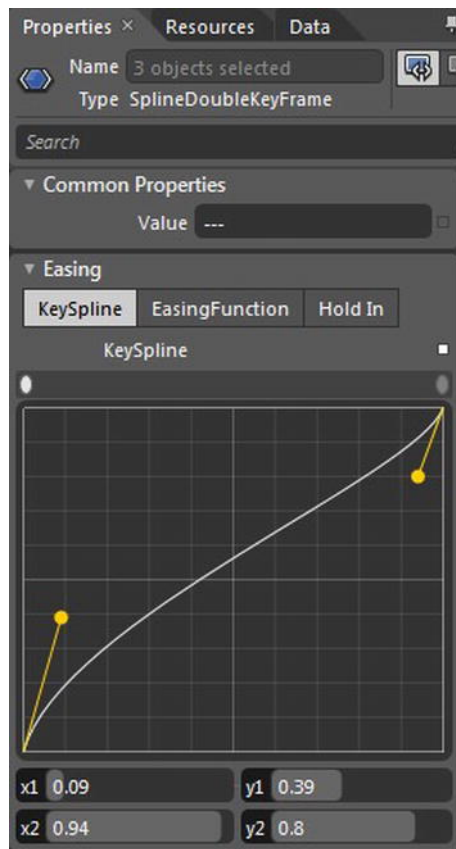 Properties × Resources Data
Name 3 objects selected
Type SplineDoubleKeyFrame
Search
Common Properties
Value ---
Easing
KeySpline EasingFunction Hold In
KeySpline
x1 0.09 y1 0.39
x2 0.94 y2 0.8